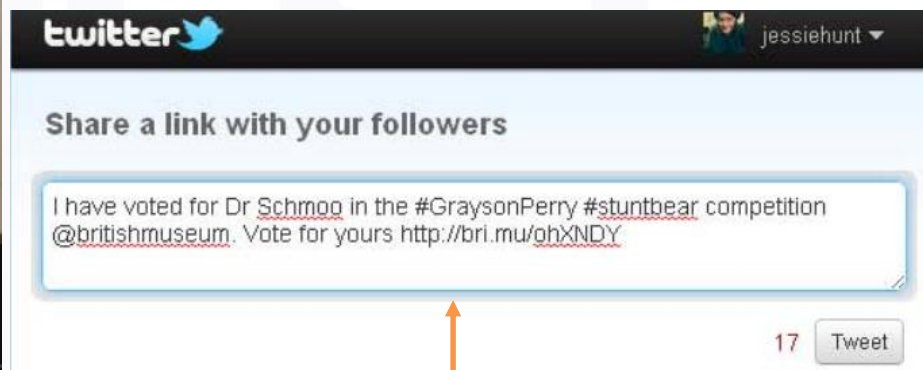 twitter
jessiehunt
Share a link with your followers
I have voted for Dr Schmoo in the #GraysonPerry #stuntbear competition
@britishmuseum. Vote for yours http://bri.mu/ohXNDY
17 Tweet